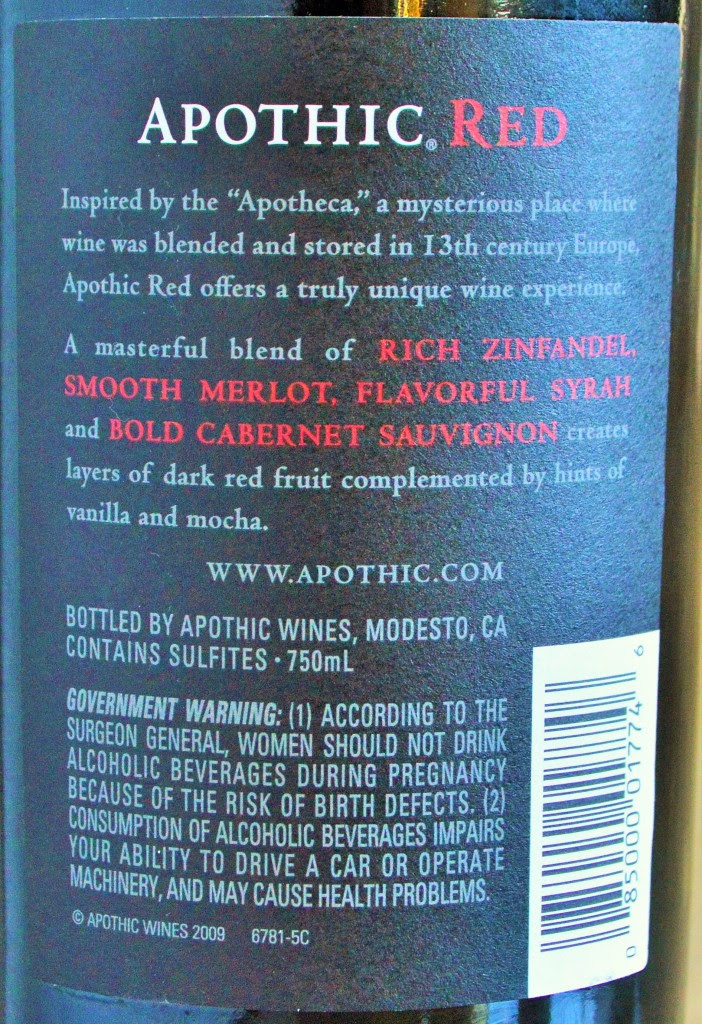 APOTHIC® RED
Inspired by the “Apotheca,” a mysterious place where
wine was blended and stored in 13th century Europe,
Apothic Red offers a truly unique wine experience.
A masterful blend of RICH ZINFANDEL,
SMOOTH MERLOT, FLAVORFUL SYRAH
and BOLD CABERNET SAUVIGNON creates
layers of dark red fruit complemented by hints of
vanilla and mocha.
WWW.APOTHIC.COM
BOTTLED BY APOTHIC WINES, MODESTO, CA
CONTAINS SULFITES • 750mL
GOVERNMENT WARNING: (1) ACCORDING TO THE
SURGEON GENERAL, WOMEN SHOULD NOT DRINK
ALCOHOLIC BEVERAGES DURING PREGNANCY
BECAUSE OF THE RISK OF BIRTH DEFECTS. (2)
CONSUMPTION OF ALCOHOLIC BEVERAGES IMPAIRS
YOUR ABILITY TO DRIVE A CAR OR OPERATE
MACHINERY, AND MAY CAUSE HEALTH PROBLEMS.
© APOTHIC WINES 2009 6781-5C
0 85000 01774 6